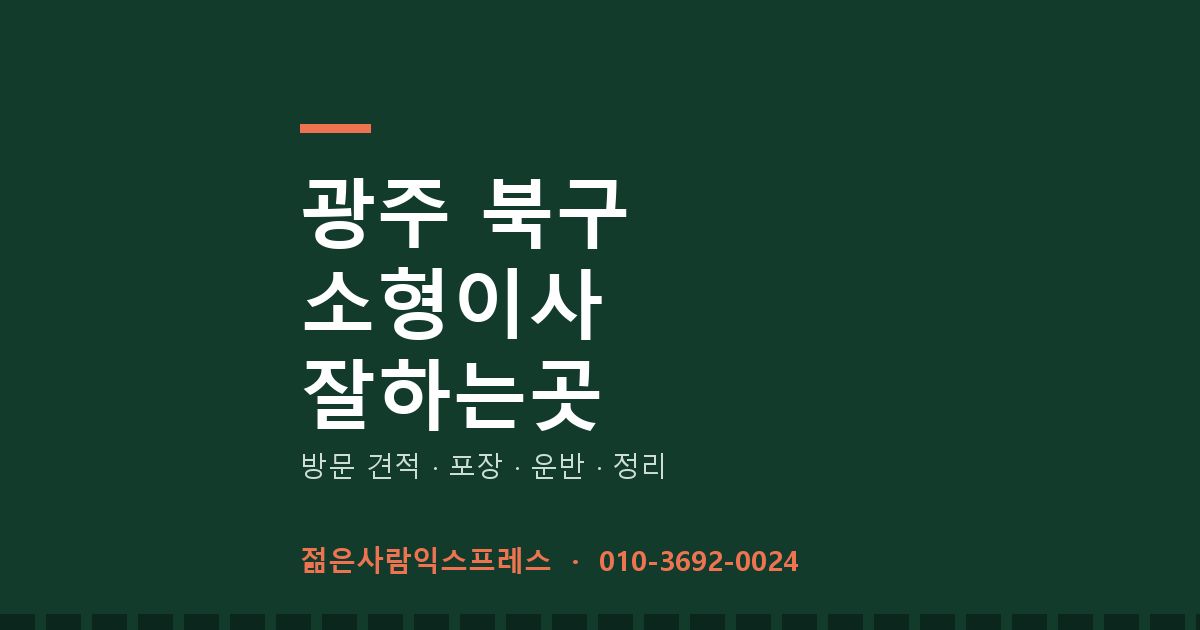 광주 북구
소형이사
잘하는곳
방문 견적 · 포장 · 운반 · 정리
젊은사람익스프레스 · 010-3692-0024